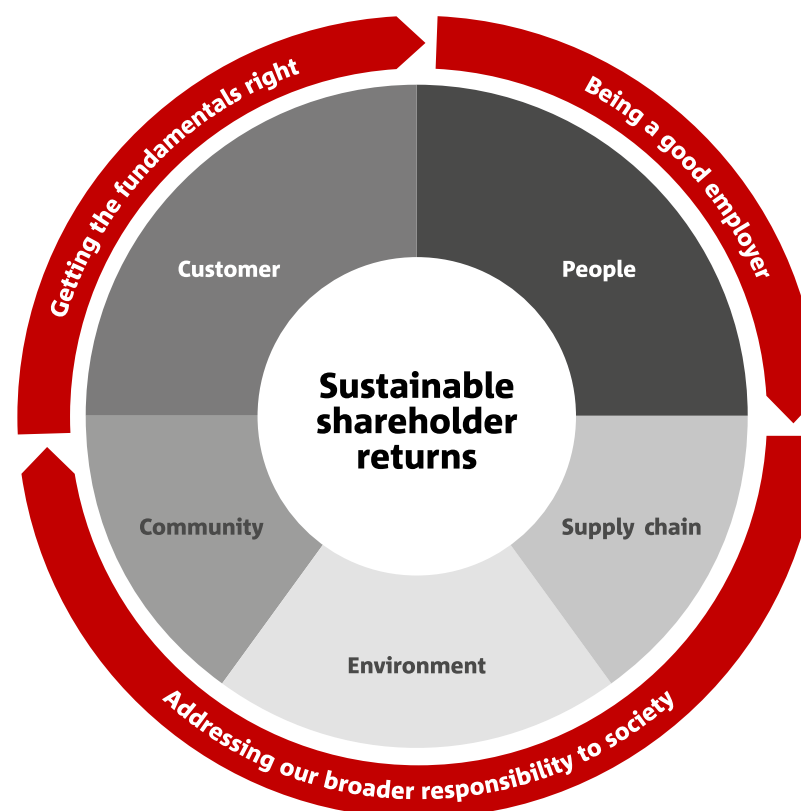 Getting the fundamentals right
Being a good employer
Customer
People
Sustainable
shareholder
returns
Community
Supply chain
Environment
Addressing our broader responsibility to society